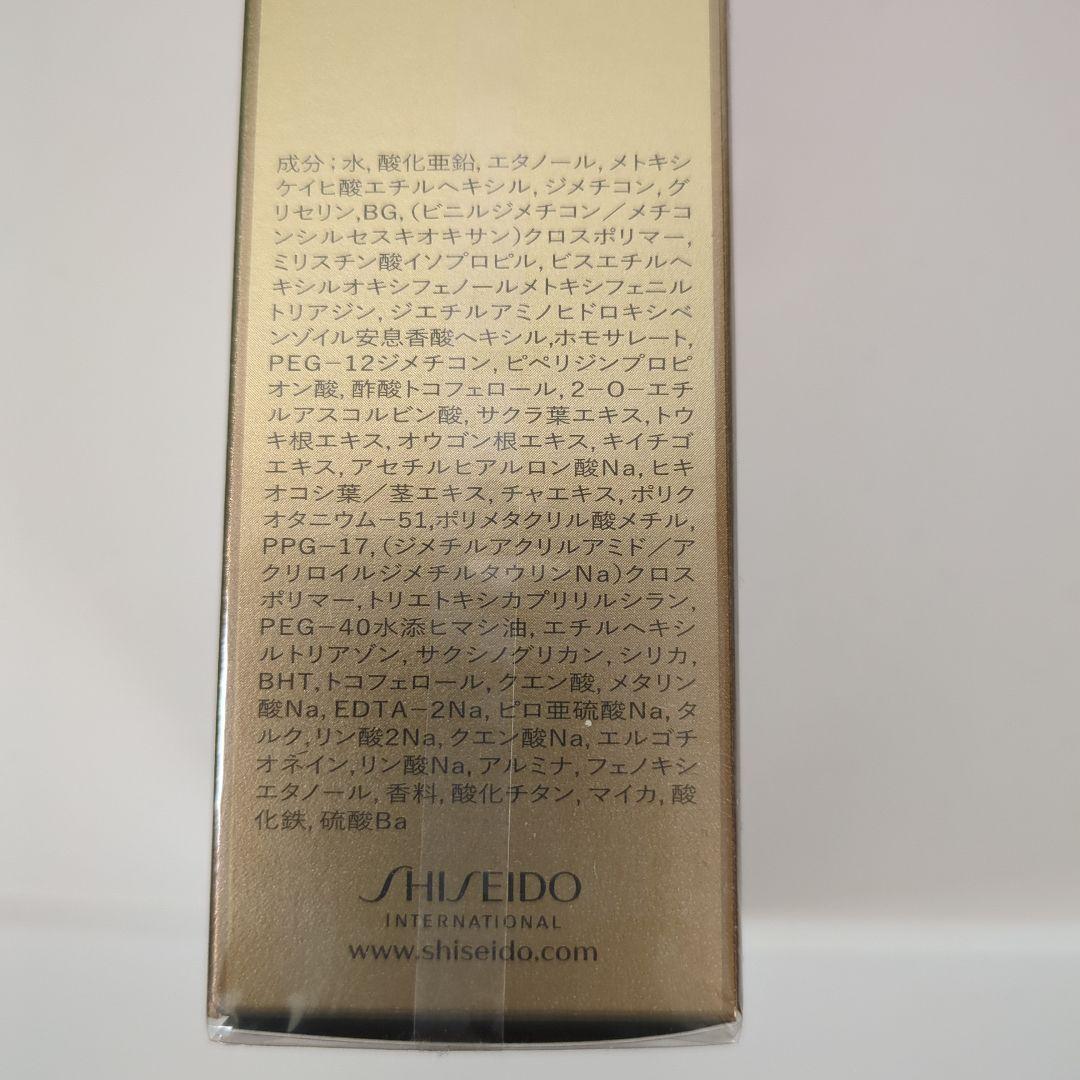 成分;水,酸化亜鉛,エタノール,メトキシ
ケイヒ酸エチルヘキシル,ジメチコン,グ
リセリン,BG,(ビニルジメチコン/メチコ
ンシルセスキオキサン)クロスポリマー,
ミリスチン酸イソプロピル,ビスエチルヘ
キシルオキシフェノールメトキシフェニル
トリアジン,ジエチルアミノヒドロキシベ
ンゾイル安息香酸ヘキシル,ホモサレート,
PEG-12ジメチコン,ピペリジンプロピ
オン酸,酢酸トコフェロール,2-O-エチ
ルアスコルビン酸,サクラ葉エキス,トウ
キ根エキス,オウゴン根エキス,キイチゴ
エキス,アセチルヒアルロン酸Na,ヒキ
オコシ葉/茎エキス,チャエキス,ポリク
オタニウム-51,ポリメタクリル酸メチル,
PPG-17,(ジメチルアクリルアミド/ア
クリロイルジメチルタウリンNa)クロス
ポリマー,トリエトキシカプリリルシラン,
PEG-40水添ヒマシ油,エチルヘキシ
ルトリアゾン,サクシノグリカン,シリカ,
BHT,トコフェロール,クエン酸,メタリン
酸Na,EDTA-2Na,ピロ亜硫酸Na,タ
ルク,リン酸2Na,クエン酸Na,エルゴチ
オネイン,リン酸Na,アルミナ,フェノキシ
エタノール,香料,酸化チタン,マイカ,酸
化鉄,硫酸Ba
SHISEIDO
INTERNATIONAL
www.shiseido.com